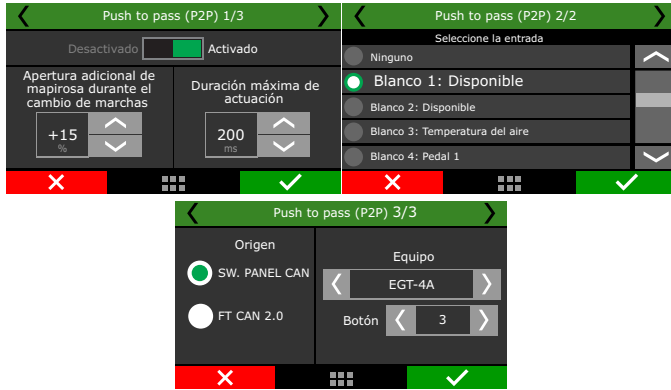 Push to pass (P2P) 1/3
Desactivado
Activado
Apertura adicional de
mapirosa durante el
cambio de marchas
+15
%
Duración máxima de
actuación
200
ms
Push to pass (P2P) 2/2
Seleccione la entrada
Ninguno
Blanco 1: Disponible
Blanco 2: Disponible
Blanco 3: Temperatura del aire
Blanco 4: Pedal 1
Push to pass (P2P) 3/3
Origen
SW. PANEL CAN
FT CAN 2.0
Equipo
EGT-4A
Botón
3